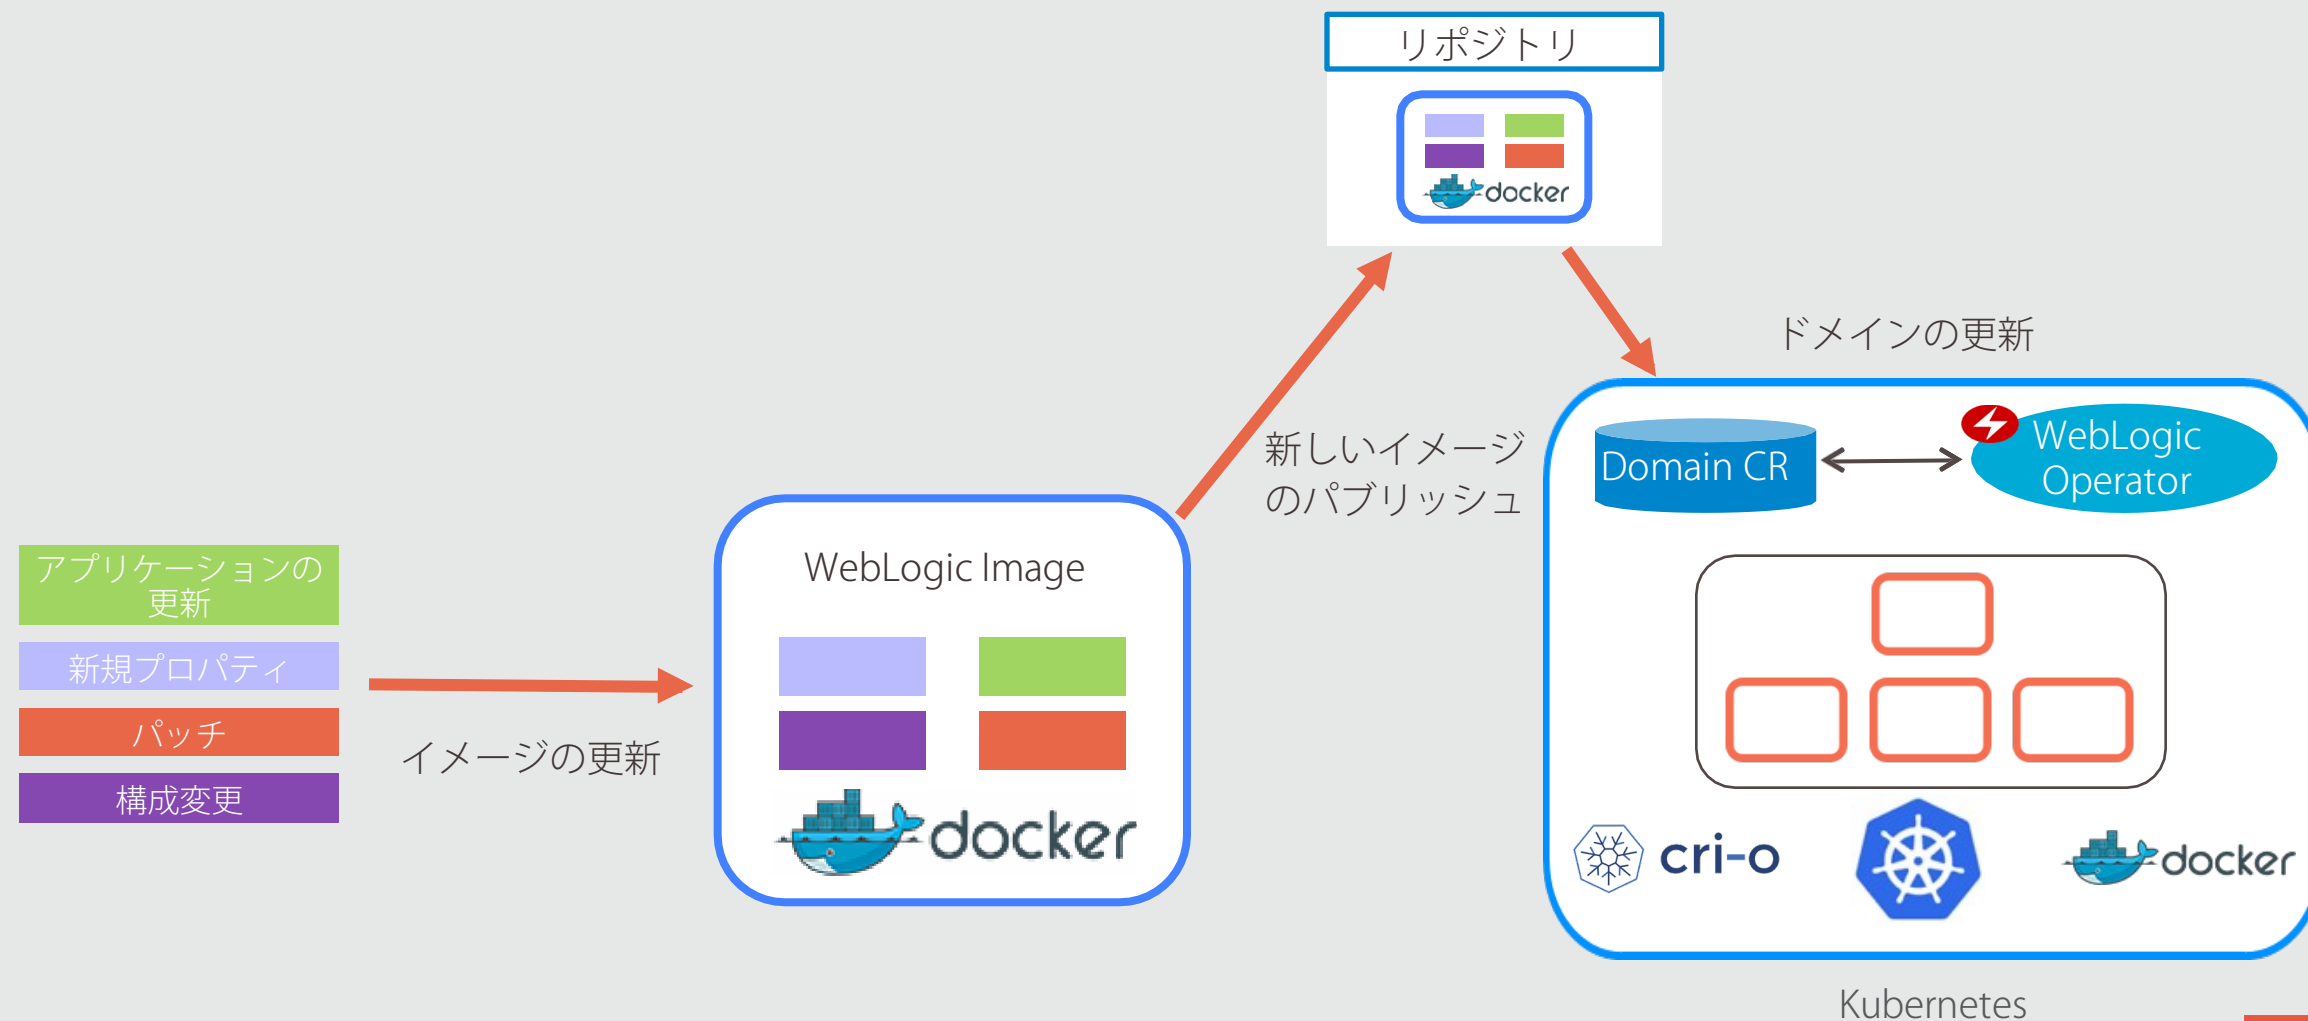 リポジトリ
docker
ドメインの更新
新しいイメージ
のパブリッシュ
Domain CR
WebLogic
Operator
アプリケーションの
更新
新規プロパティ
パッチ
構成変更
イメージの更新
WebLogic Image
docker
cri-o
docker
Kubernetes